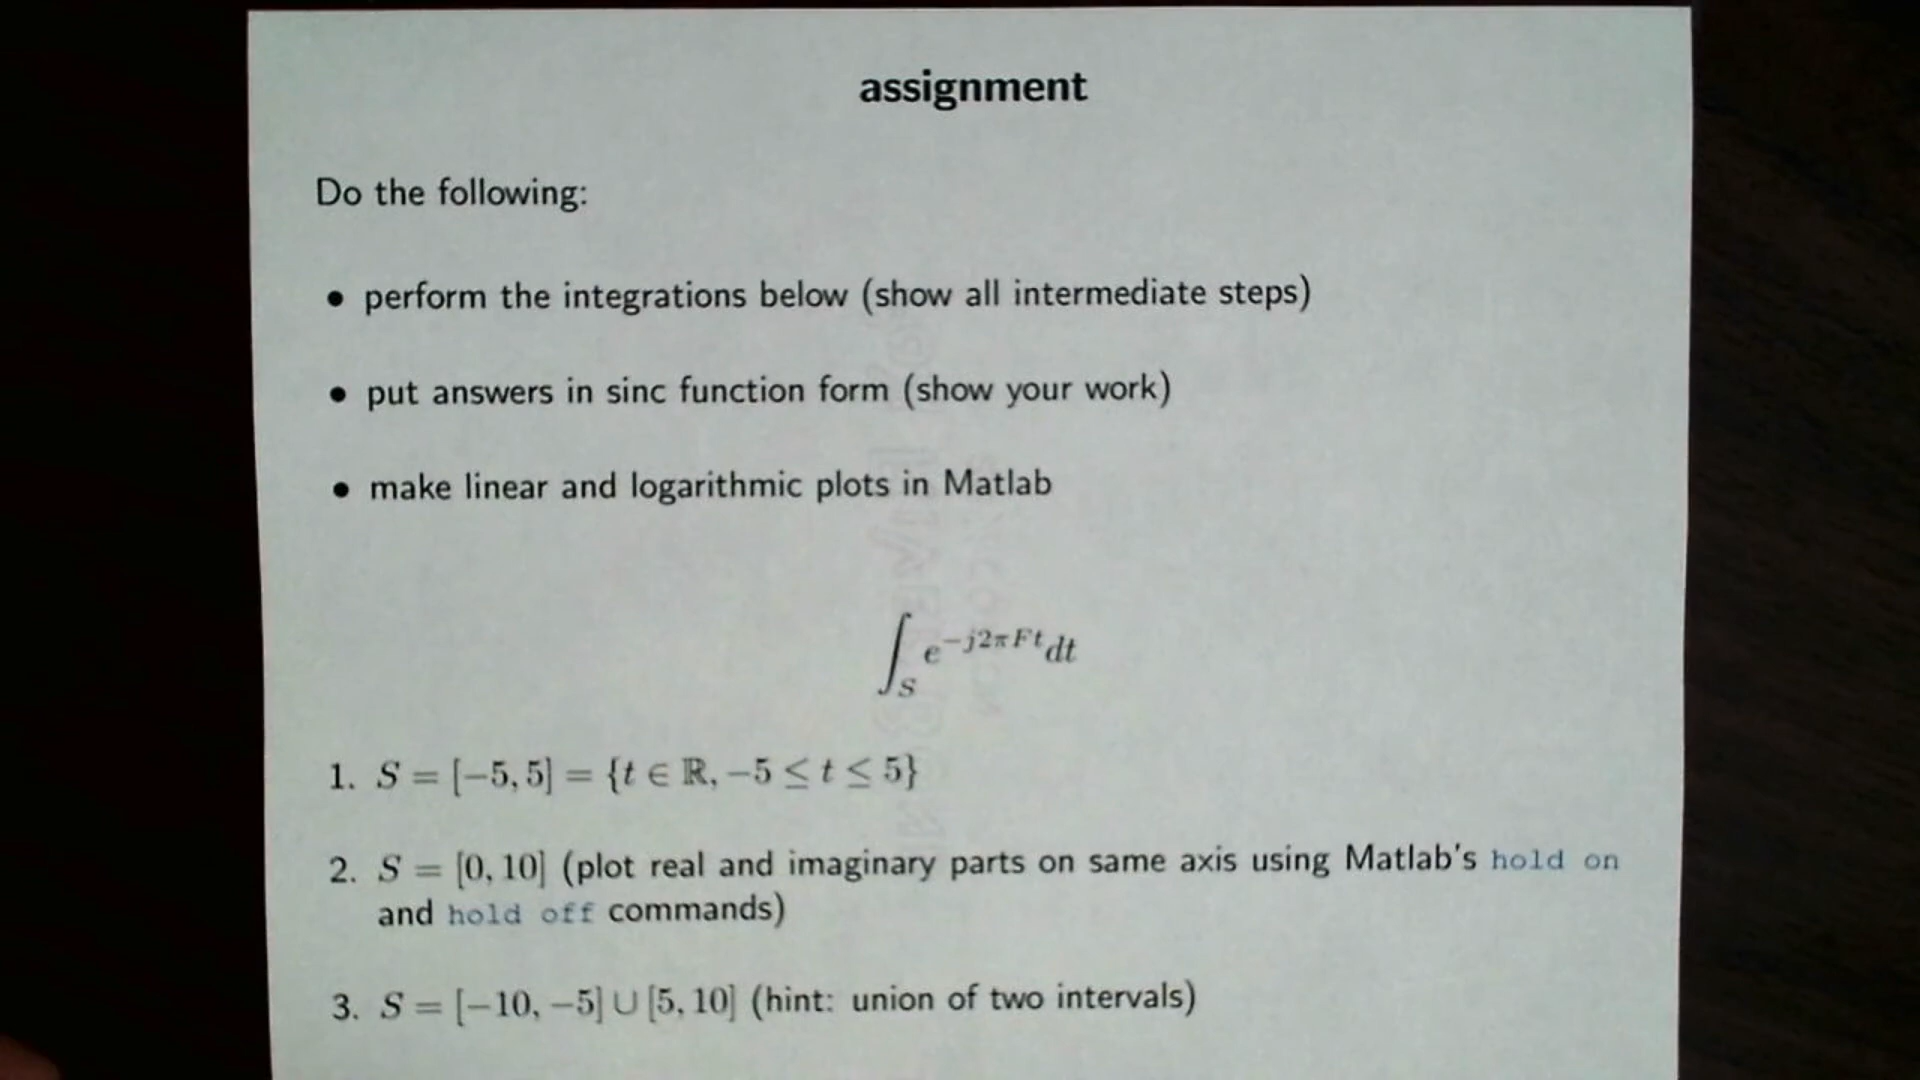 assignment
Do the following:
• perform the integrations below (show all intermediate steps)
• put answers in sinc function form (show your work)
• make linear and logarithmic plots in Matlab
∫_S e^{-j2πFt} dt
1. S = [−5, 5] = {t ∈ ℝ, −5 ≤ t ≤ 5}
2. S = [0, 10] (plot real and imaginary parts on same axis using Matlab's hold on
and hold off commands)
3. S = [−10, −5] ∪ [5, 10] (hint: union of two intervals)